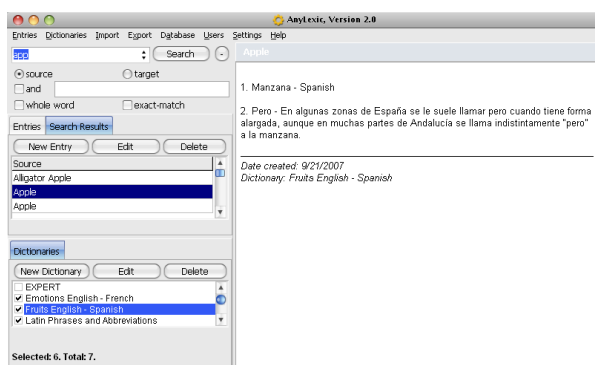 AnyLexic, Version 2.0
Entries Dictionaries Import Export Database Users Settings Help
app
Search
-
source
target
and
whole word
exact-match
Entries
Search Results
New Entry
Edit
Delete
Source
Alligator Apple
Apple
Apple
Dictionaries
New Dictionary
Edit
Delete
EXPERT
Emotions English - French
Fruits English - Spanish
Latin Phrases and Abbreviations
Selected: 6. Total: 7.
Apple
1. Manzana - Spanish
2. Pero - En algunas zonas de España se le suele llamar pero cuando tiene forma
alargada, aunque en muchas partes de Andalucía se llama indistintamente "pero"
a la manzana.
Date created: 9/21/2007
Dictionary: Fruits English - Spanish